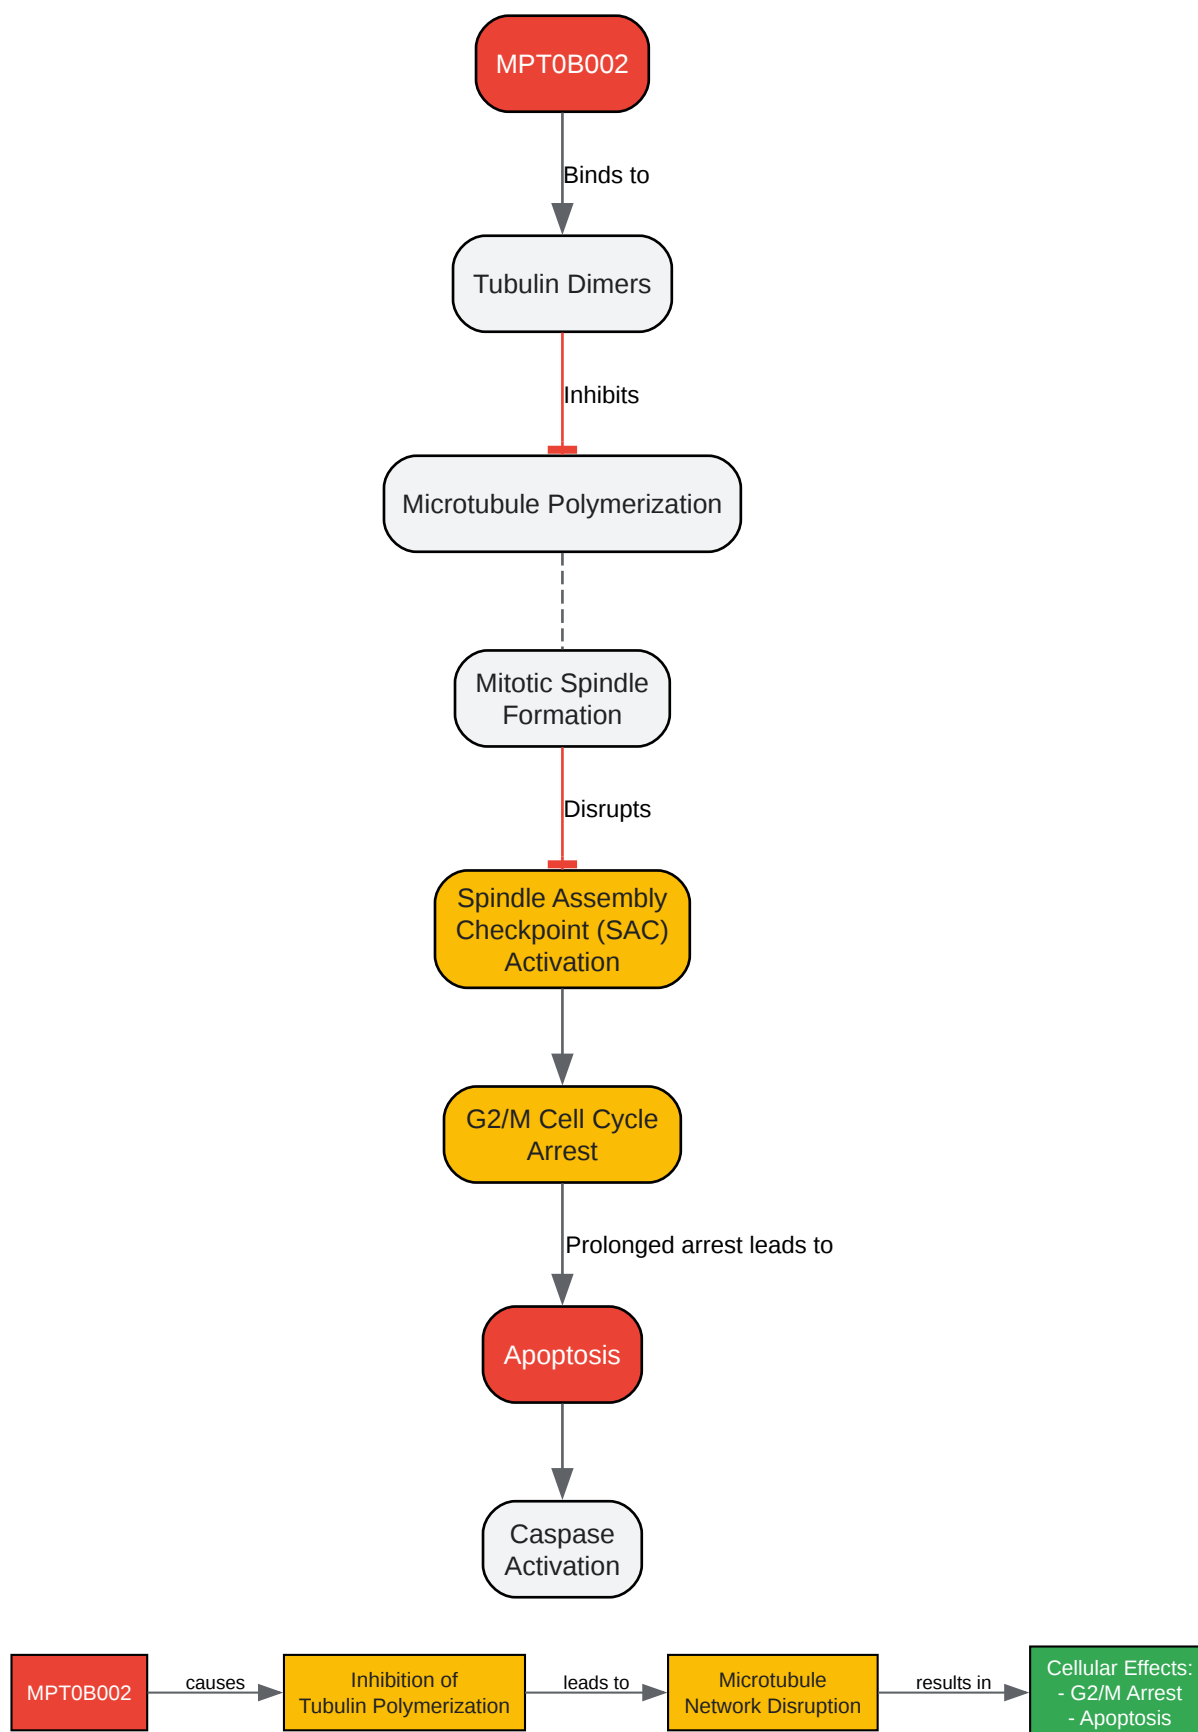 MPT0B002
Binds to
Tubulin Dimers
Inhibits
Microtubule Polymerization
Mitotic Spindle
Formation
Disrupts
Spindle Assembly
Checkpoint (SAC)
Activation
G2/M Cell Cycle
Arrest
Prolonged arrest leads to
Apoptosis
Caspase
Activation
MPT0B002
causes
Inhibition of
Tubulin Polymerization
leads to
Microtubule
Network Disruption
results in
Cellular Effects:
- G2/M Arrest
- Apoptosis